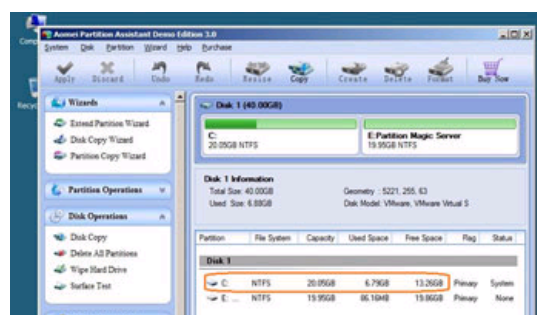 Comp
Recyc
Aomei Partition Assistant Demo Edition 3.0
System Disk Partition Wizard Help Purchase
Apply Discard Undo Redo Resize Copy Create Delete Format Buy Now
Wizards
Extend Partition Wizard
Disk Copy Wizard
Partition Copy Wizard
Partition Operations
Disk Operations
Disk Copy
Delete All Partitions
Wipe Hard Drive
Surface Test
Disk 1 (40.00GB)
C: E:Partition Magic Server
20.05GB NTFS 19.95GB NTFS
Disk 1 Information
Total Size: 40.00GB Geometry : 5221, 255, 63
Used Size: 6.88GB Disk Model: VMware, VMware Virtual S
Partition File System Capacity Used Space Free Space Flag Status
Disk 1
C: NTFS 20.05GB 6.79GB 13.26GB Primary System
E: ... NTFS 19.95GB 86.16MB 19.86GB Primary None